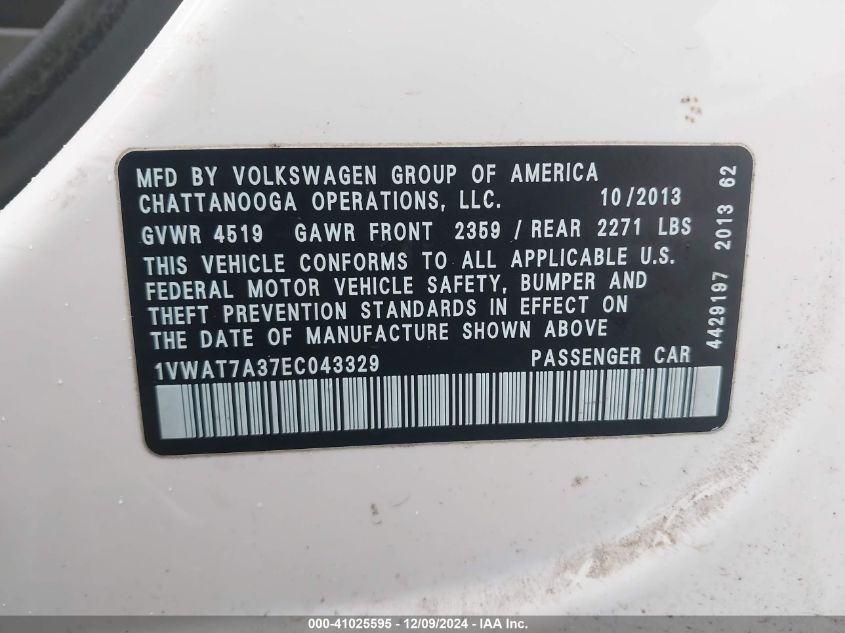 MFD BY VOLKSWAGEN GROUP OF AMERICA
CHATTANOOGA OPERATIONS, LLC. 10/2013
GVWR 4519 GAWR FRONT 2359 / REAR 2271 LBS
THIS VEHICLE CONFORMS TO ALL APPLICABLE U.S.
FEDERAL MOTOR VEHICLE SAFETY, BUMPER AND
THEFT PREVENTION STANDARDS IN EFFECT ON
THE DATE OF MANUFACTURE SHOWN ABOVE
1VWAT7A37EC043329 PASSENGER CAR
4429197 2013 62
000-41025595 - 12/09/2024 - IAA Inc.